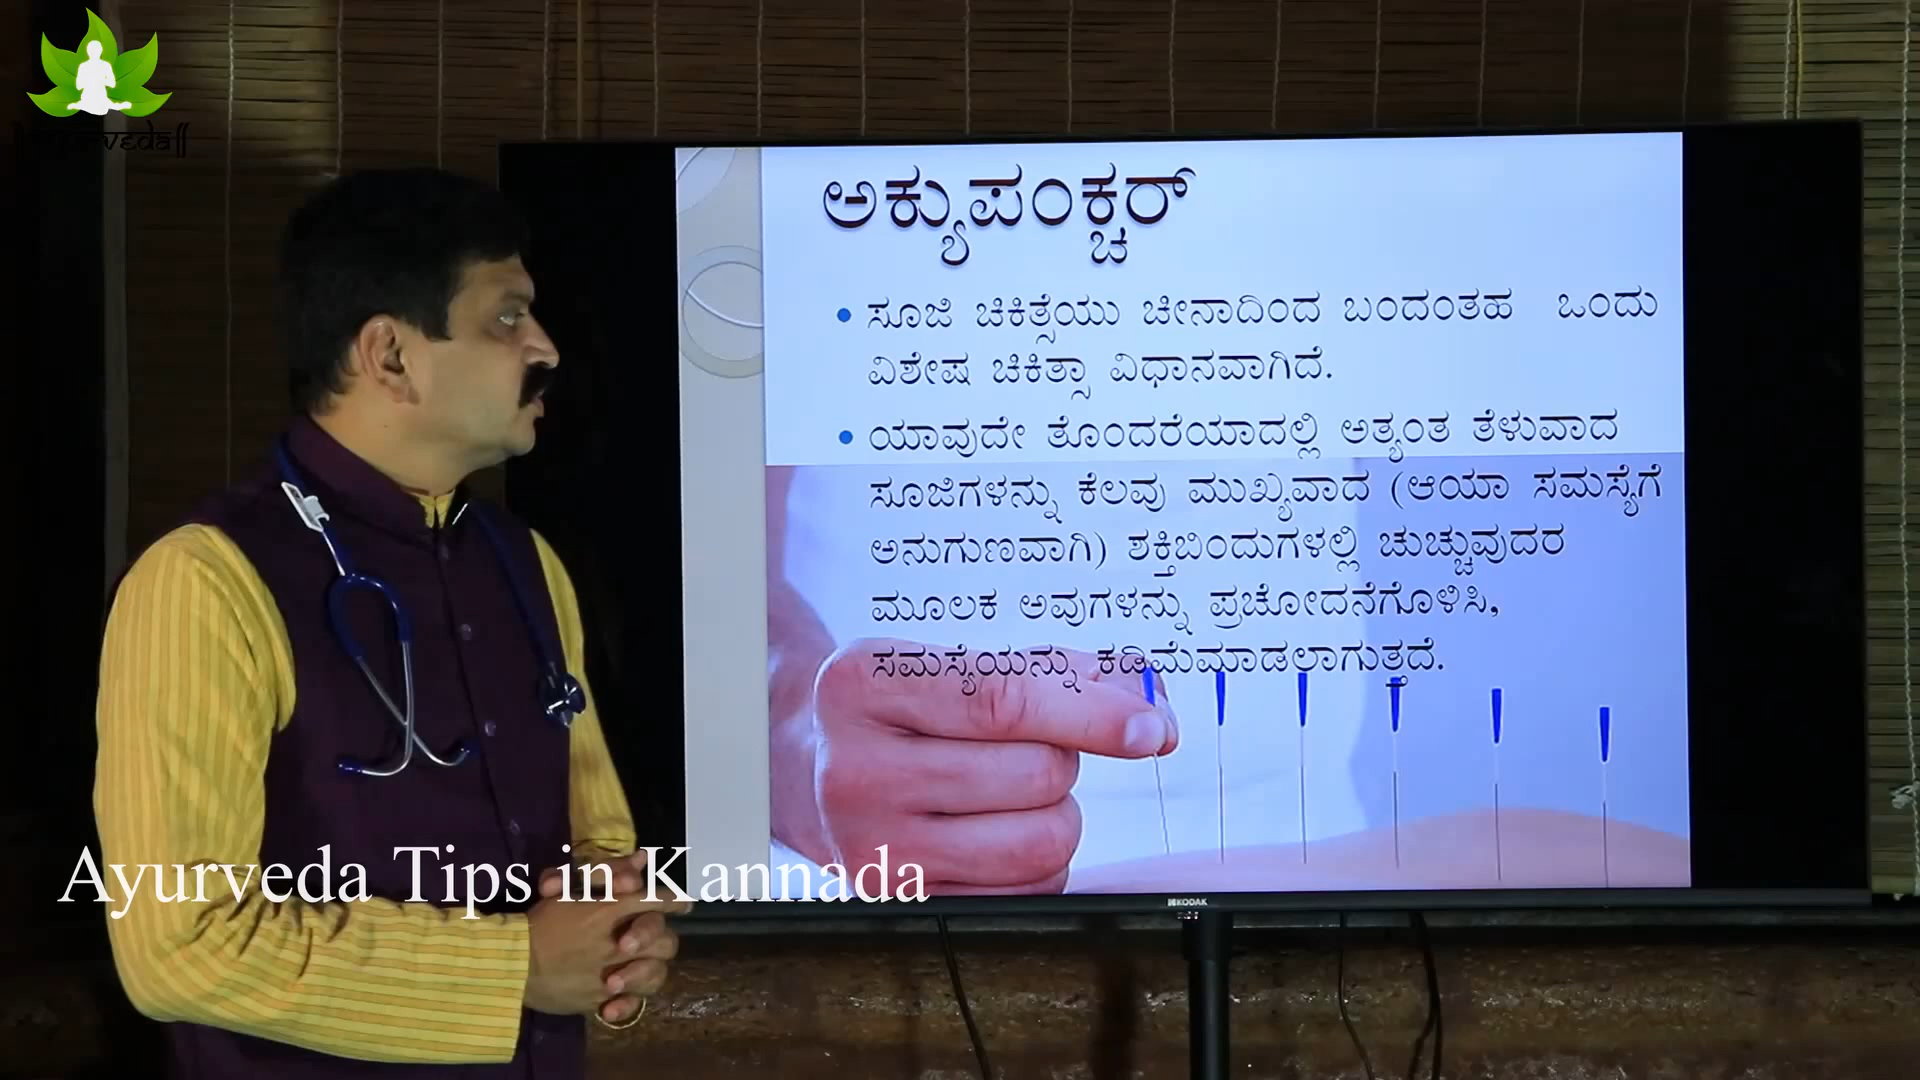 ||ayurveda||
ಅಕ್ಯುಪಂಕ್ಚರ್
• ಸೂಜಿ ಚಿಕಿತ್ಸೆಯು ಚೀನಾದಿಂದ ಬಂದಂತಹ ಒಂದು
ವಿಶೇಷ ಚಿಕಿತ್ಸಾ ವಿಧಾನವಾಗಿದೆ.
• ಯಾವುದೇ ತೊಂದರೆಯಾದಲ್ಲಿ ಅತ್ಯಂತ ತೆಳುವಾದ
ಸೂಜಿಗಳನ್ನು ಕೆಲವು ಮುಖ್ಯವಾದ (ಆಯಾ ಸಮಸ್ಯೆಗೆ
ಅನುಗುಣವಾಗಿ) ಶಕ್ತಿಬಿಂದುಗಳಲ್ಲಿ ಚುಚ್ಚುವುದರ
ಮೂಲಕ ಅವುಗಳನ್ನು ಪ್ರಚೋದನೆಗೊಳಿಸಿ,
ಸಮಸ್ಯೆಯನ್ನು ಕಡಿಮೆಮಾಡಲಾಗುತ್ತದೆ.
Ayurveda Tips in Kannada
KODAK